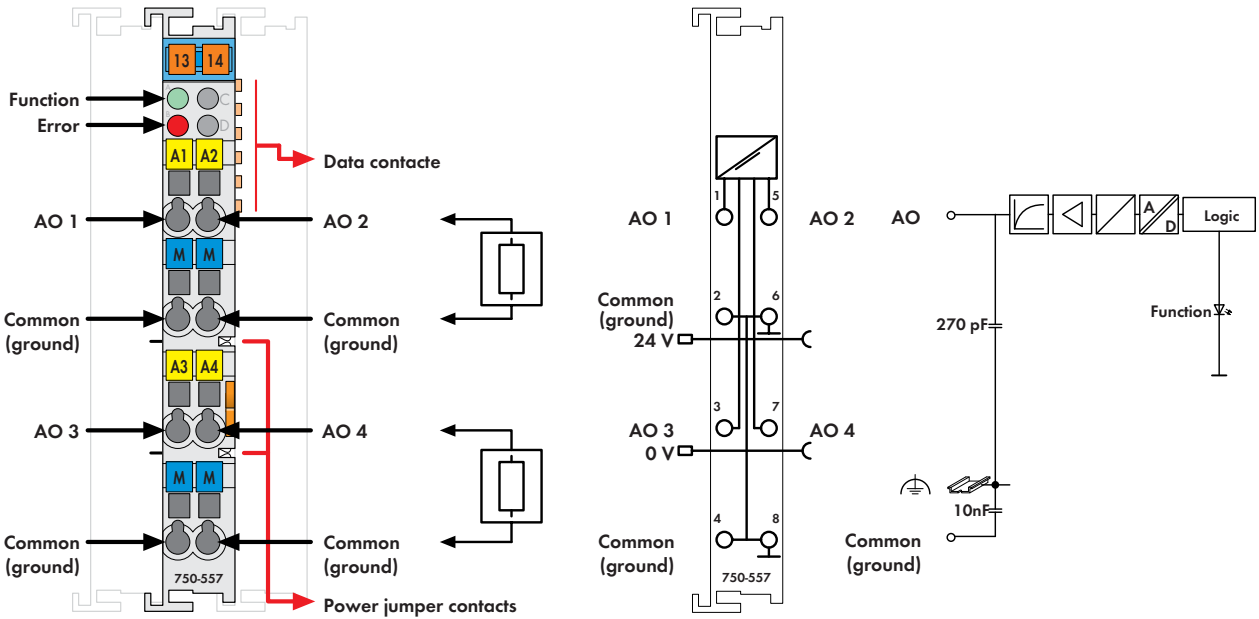 13 14
Function
A C
Error
B D
A1 A2
Data contacte
AO 1
AO 2
M M
Common
(ground)
Common
(ground)
A3 A4
AO 3
AO 4
M M
Common
(ground)
Common
(ground)
750-557
Power jumper contacts
1 5
AO 1
AO 2
2 6
Common
(ground)
24 V
3 7
AO 3
AO 4
0 V
4 8
Common
(ground)
750-557
AO
A
D
Logic
270 pF
Function
10nF
Common
(ground)